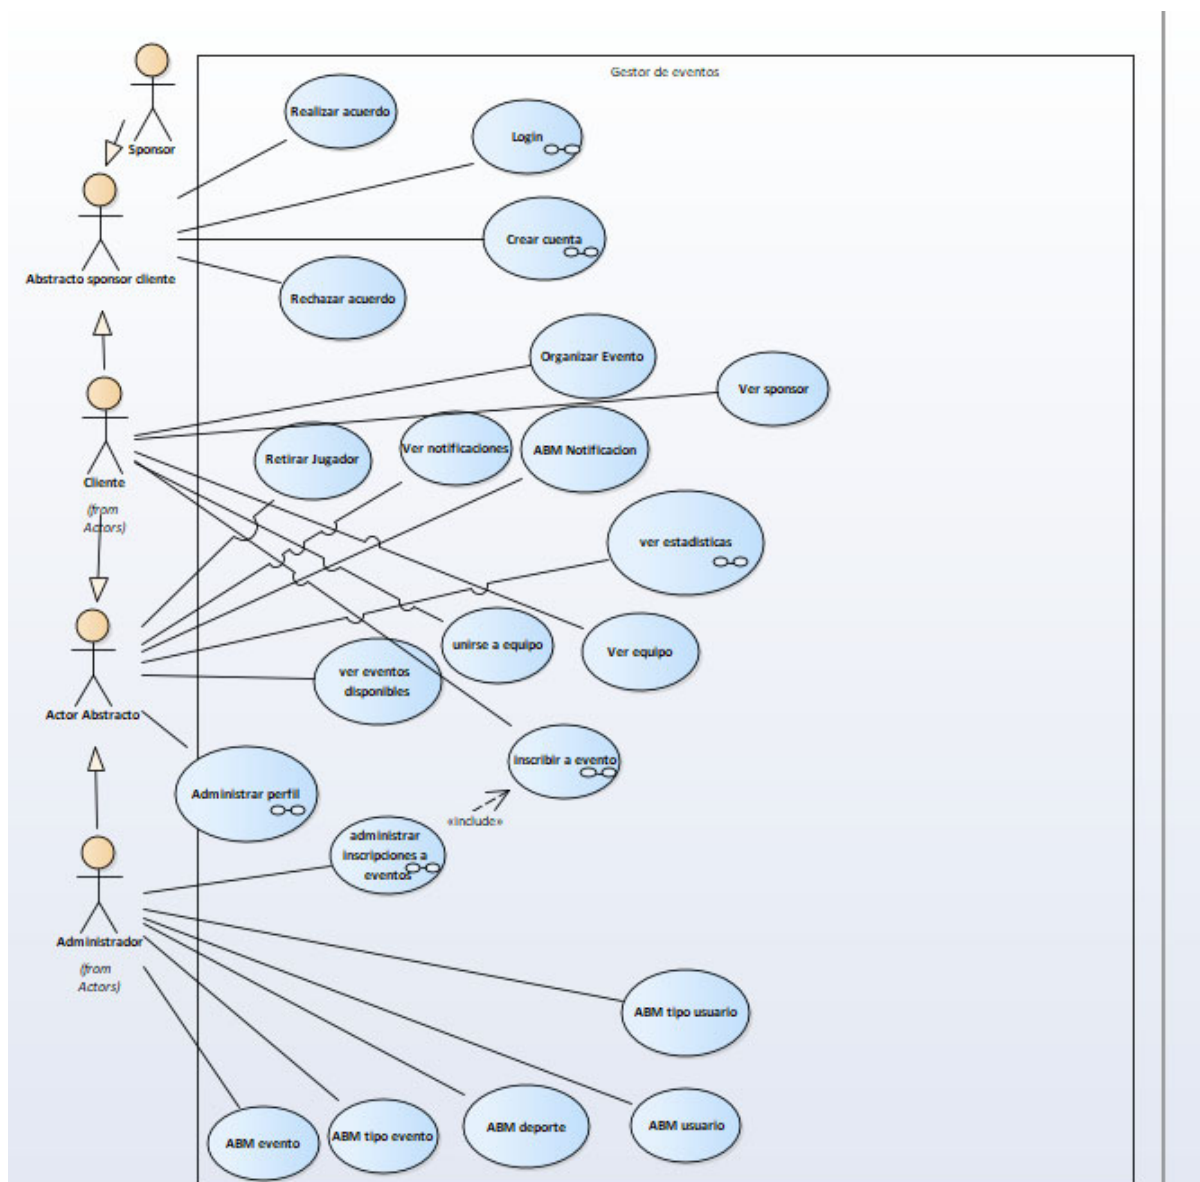 Gestor de eventos
Realizar acuerdo
Login
Sponsor
Crear cuenta
Abstracto sponsor cliente
Rechazar acuerdo
Organizar Evento
Ver sponsor
Retirar Jugador
Ver notificaciones
ABM Notificacion
Cliente
(from
Actors)
ver estadisticas
unirse a equipo
Ver equipo
ver eventos
disponibles
Actor Abstracto
Inscribir a evento
Administrar perfil
«include»
administrar
inscripciones a
eventos
Administrador
(from
Actors)
ABM tipo usuario
ABM evento
ABM tipo evento
ABM deporte
ABM usuario